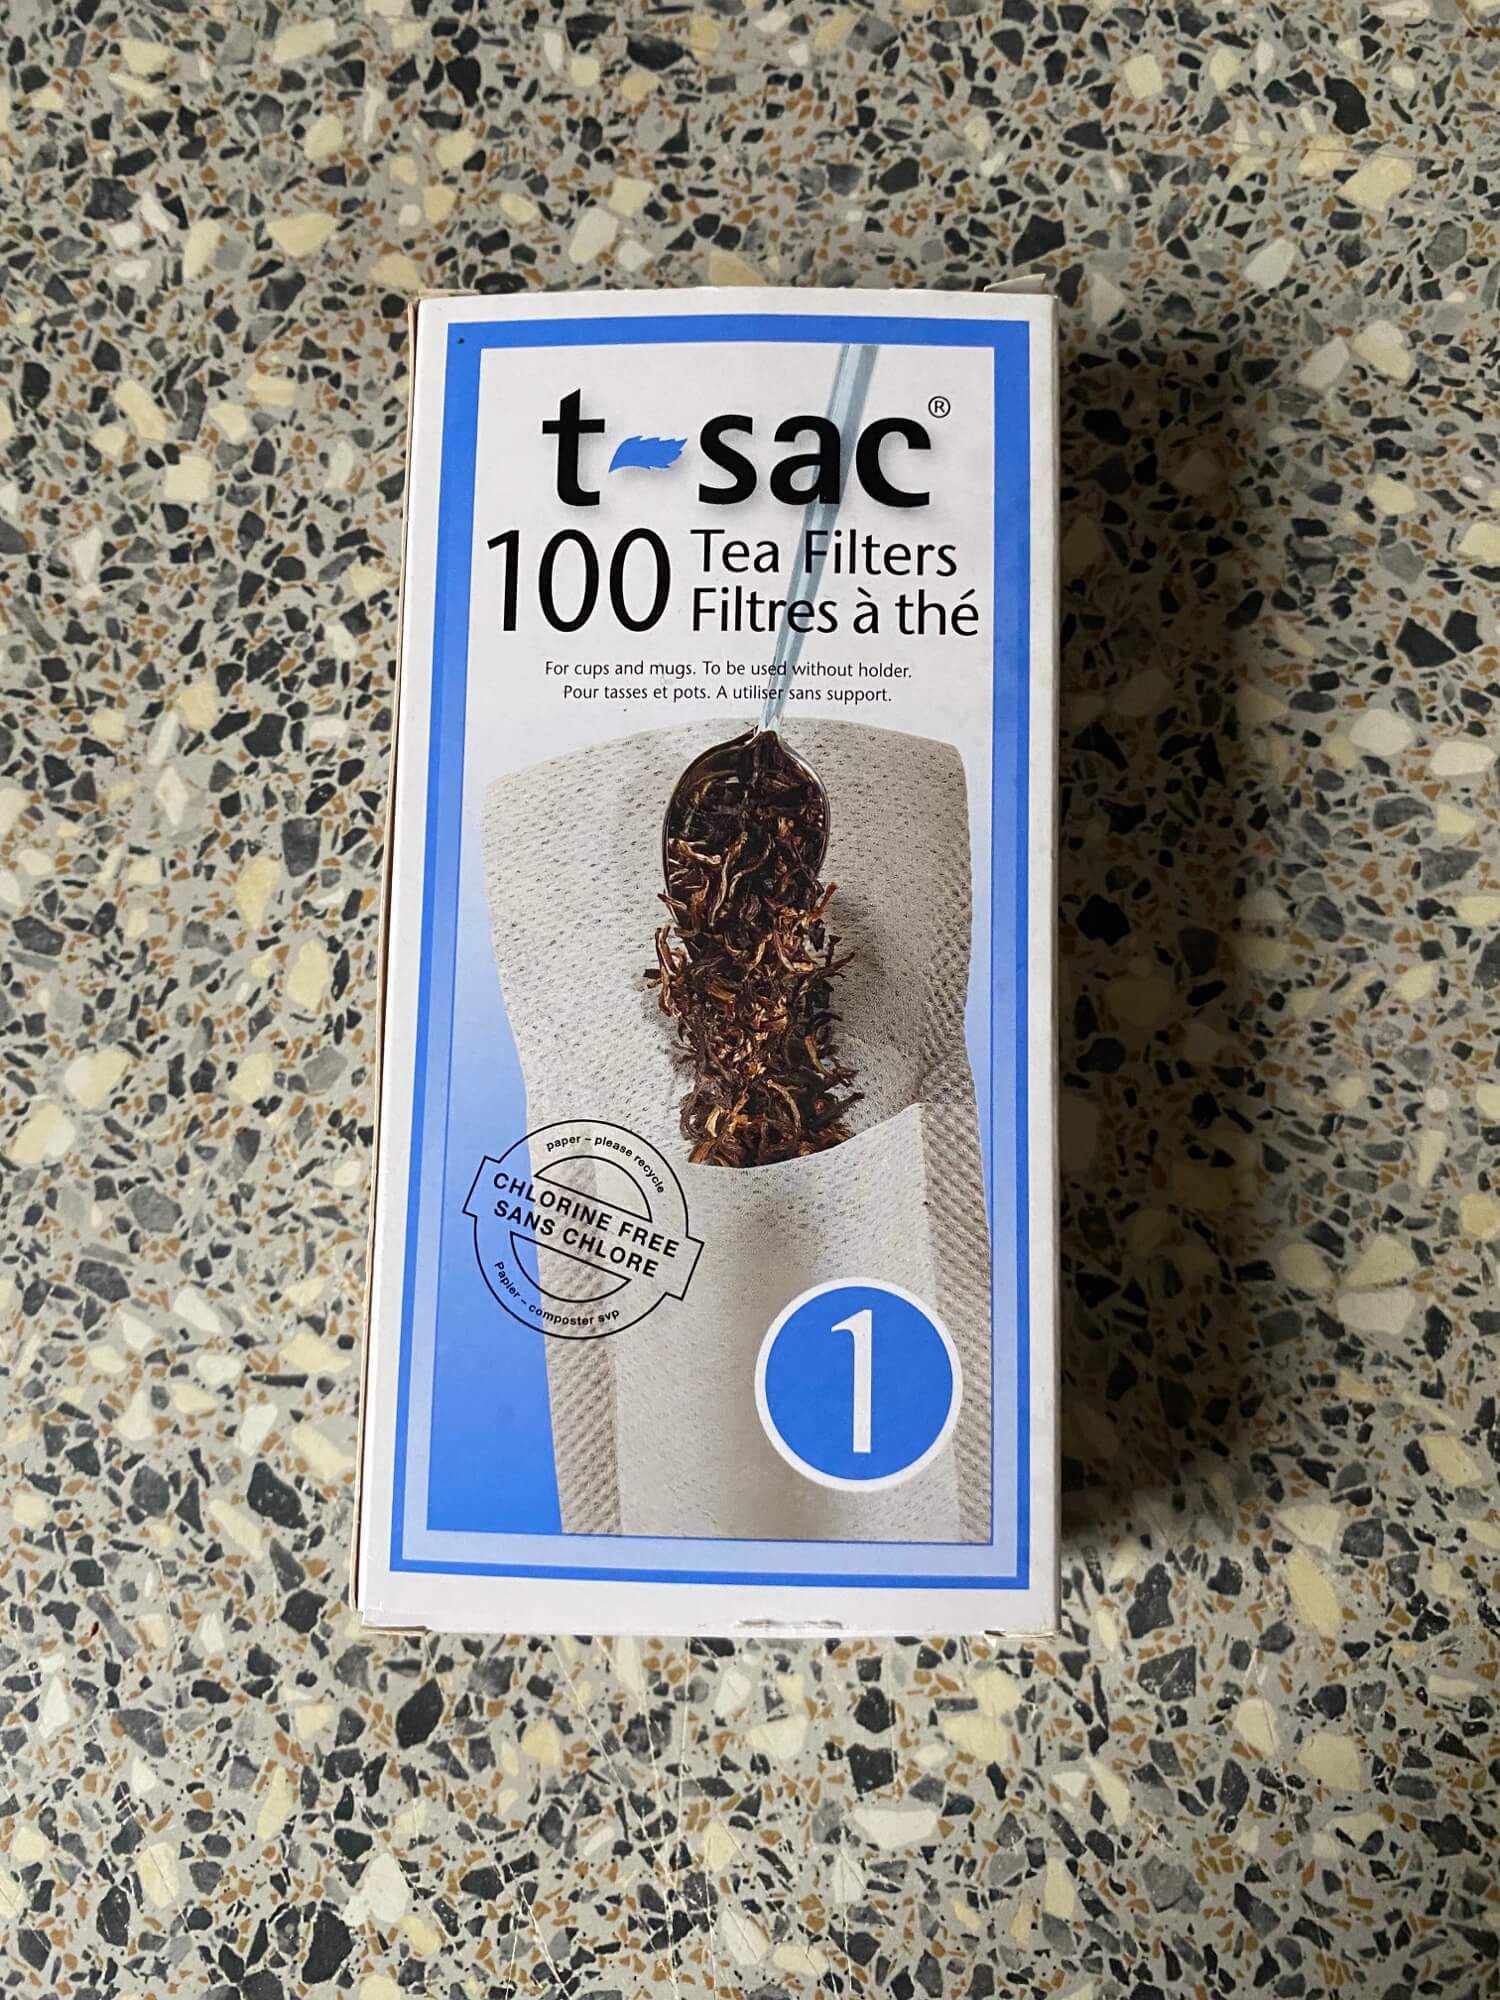 t-sac®
100 Tea Filters
Filtres à thé
For cups and mugs. To be used without holder.
Pour tasses et pots. A utiliser sans support.
paper – please recycle
CHLORINE FREE
SANS CHLORE
Papier – composter svp
1